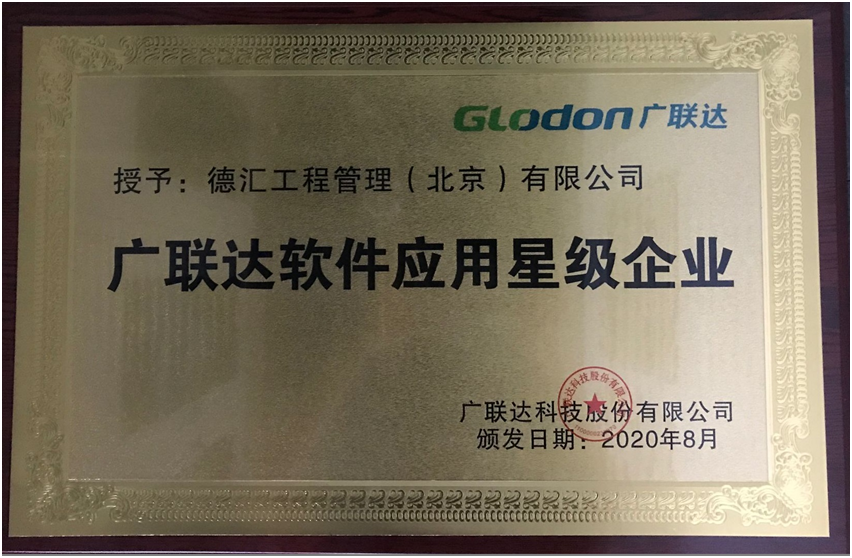 Glodon广联达
授予：德汇工程管理（北京）有限公司
广联达软件应用星级企业
广联达科技股份有限公司
颁发日期：2020年8月